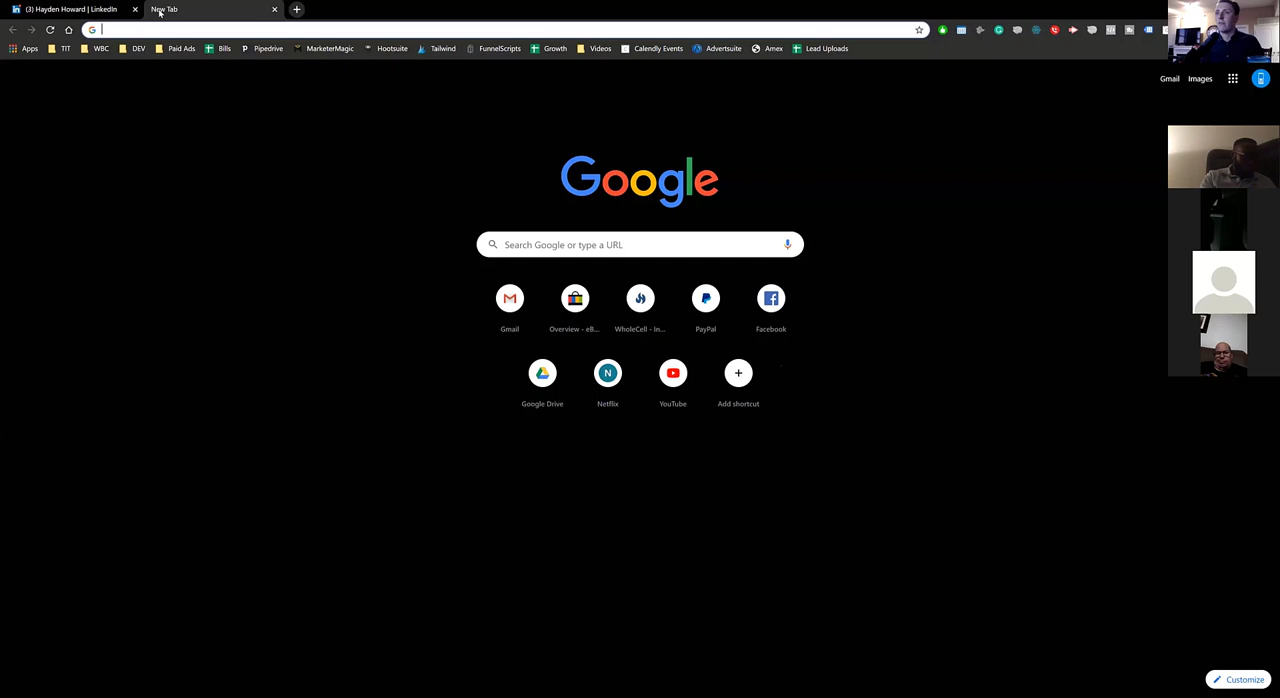 (3) Hayden Howard | LinkedIn
New Tab
Apps TIT WBC DEV Paid Ads Bills Pipedrive MarketerMagic Hootsuite Tailwind FunnelScripts Growth Videos Calendly Events Advertsuite Amex Lead Uploads
Gmail Images
Google
Search Google or type a URL
Gmail Overview - eB... WholeCell - In... PayPal Facebook
N
Google Drive Netflix YouTube Add shortcut
Customize